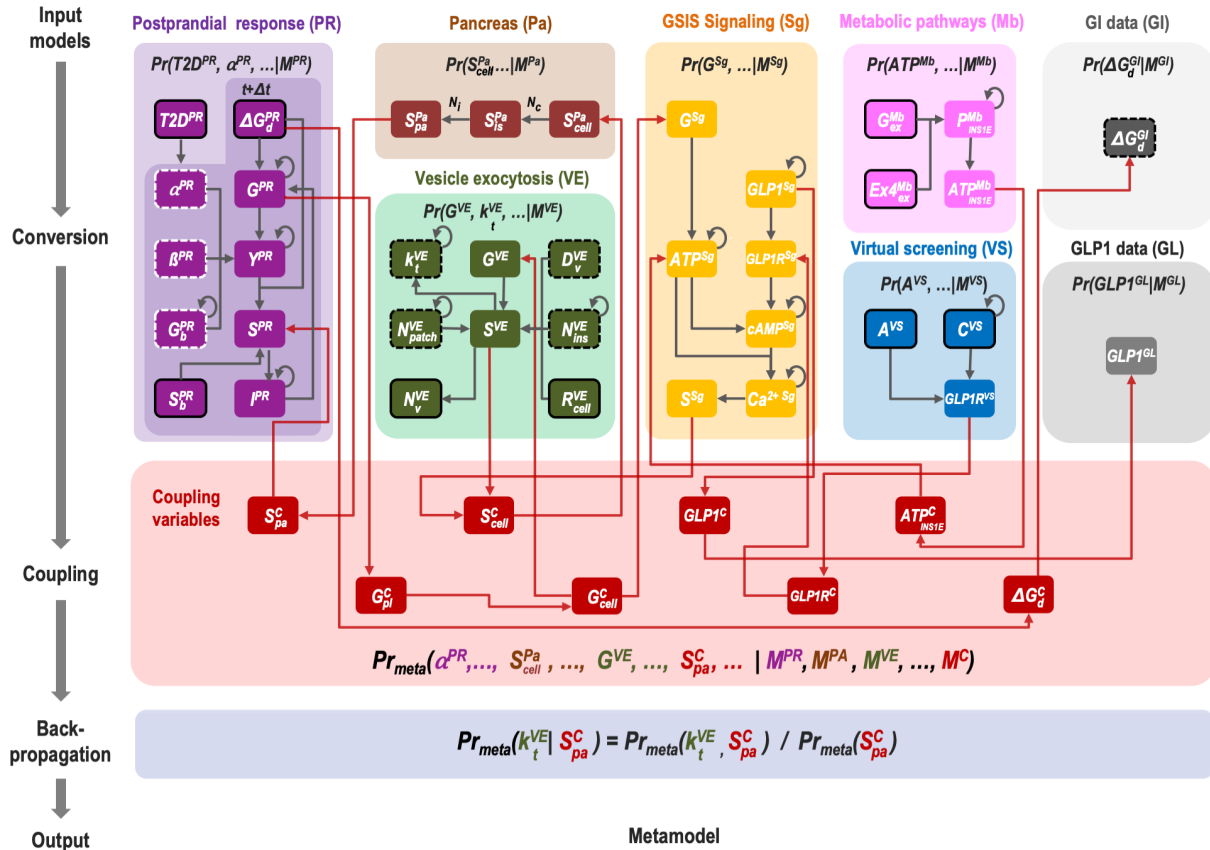 Input models
Conversion
Coupling
Back-propagation
Output
Postprandial response (PR)
Pr(T2D^PR, α^PR, ...|M^PR)
t+Δt
T2D^PR
ΔG_d^PR
α^PR
G^PR
ß^PR
Y^PR
G_b^PR
S^PR
S_b^PR
I^PR
Pancreas (Pa)
Pr(S_cell^Pa...|M^Pa)
S_pa^Pa
N_i
S_is^Pa
N_c
S_cell^Pa
Vesicle exocytosis (VE)
Pr(G^VE, k_t^VE, ...|M^VE)
k_t^VE
G^VE
D_v^VE
N_patch^VE
S^VE
N_ins^VE
N_v^VE
R_cell^VE
GSIS Signaling (Sg)
Pr(G^Sg, ...|M^Sg)
G^Sg
GLP1^Sg
ATP^Sg
GLP1R^Sg
cAMP^Sg
S^Sg
Ca^2+ Sg
Metabolic pathways (Mb)
Pr(ATP^Mb, ...|M^Mb)
G_ex^Mb
P_INS1E^Mb
Ex4_ex^Mb
ATP_INS1E^Mb
Virtual screening (VS)
Pr(A^VS, ...|M^VS)
A^VS
C^VS
GLP1R^VS
GI data (GI)
Pr(ΔG_d^GI|M^GI)
ΔG_d^GI
GLP1 data (GL)
Pr(GLP1^GL|M^GL)
GLP1^GL
Coupling
variables
S_pa^C
S_cell^C
GLP1^C
ATP_INS1E^C
G_pl^C
G_cell^C
GLP1R^C
ΔG_d^C
Pr_meta(α^PR,..., S_cell^Pa, ..., G^VE, ..., S_pa^C, ... | M^PR, M^PA, M^VE, ..., M^C)
Pr_meta(k_t^VE| S_pa^C) = Pr_meta(k_t^VE, S_pa^C) / Pr_meta(S_pa^C)
Metamodel